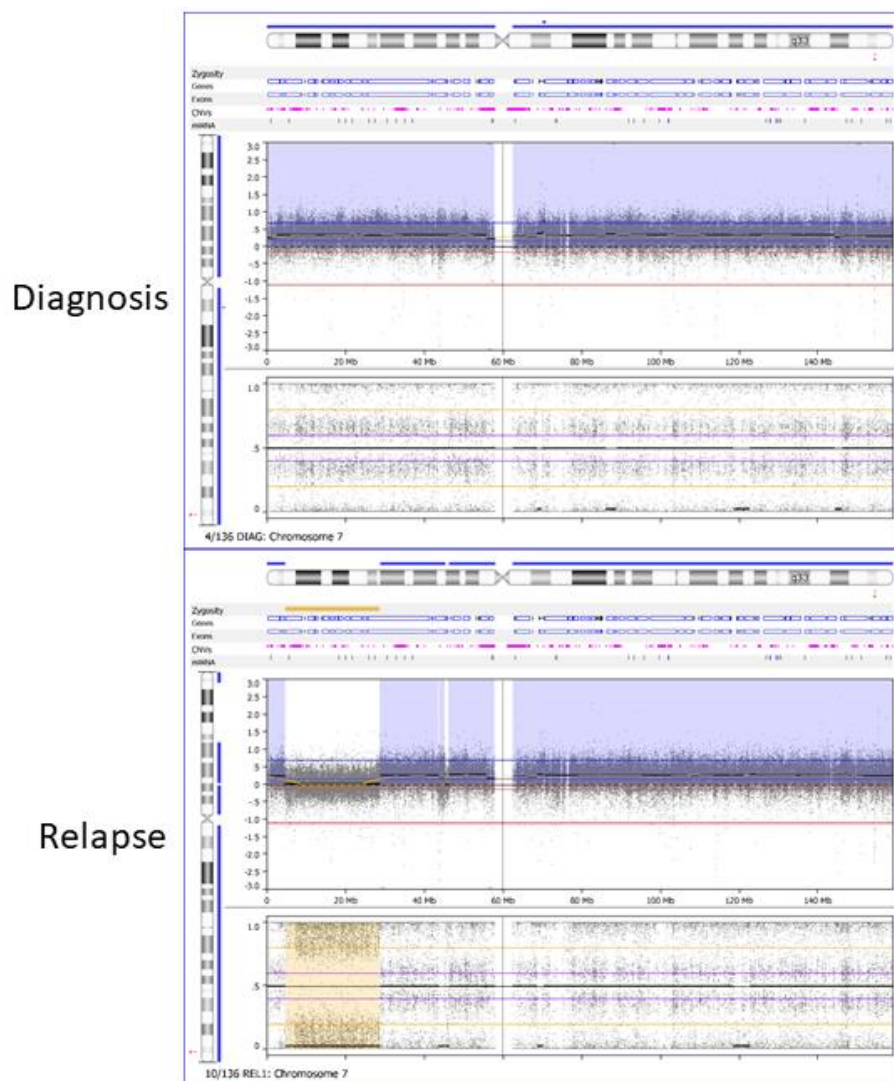 q33
Zygosity
Genes
Exons
CNVs
miRNA
3.0
2.5
2.0
1.5
1.0
.5
0
-.5
-1.0
-1.5
-2.0
-2.5
-3.0
0 20 Mb 40 Mb 60 Mb 80 Mb 100 Mb 120 Mb 140 Mb
Diagnosis
1.0
.5
0
4/136 DIAG: Chromosome 7
q33
Zygosity
Genes
Exons
CNVs
miRNA
3.0
2.5
2.0
1.5
1.0
.5
0
-.5
-1.0
-1.5
-2.0
-2.5
-3.0
0 20 Mb 40 Mb 60 Mb 80 Mb 100 Mb 120 Mb 140 Mb
Relapse
1.0
.5
0
10/136 REL1: Chromosome 7